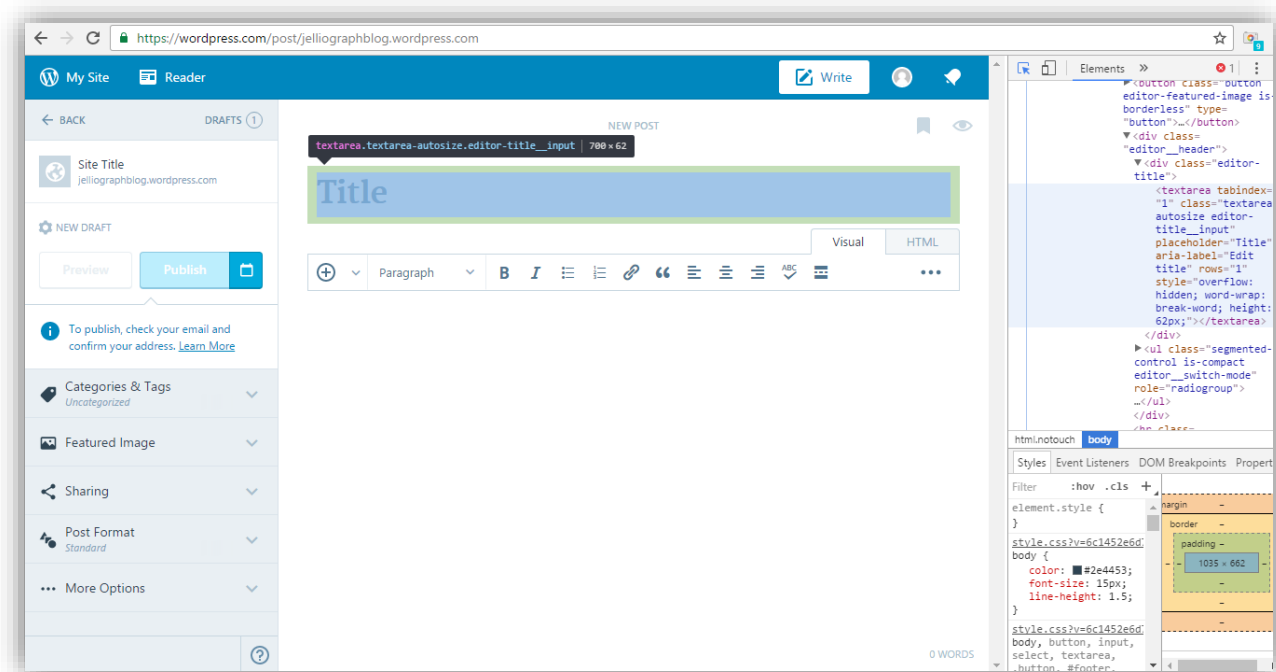 https://wordpress.com/post/jelliographblog.wordpress.com
9
My Site
Reader
Write
BACK
DRAFTS 1
Site Title
jelliographblog.wordpress.com
NEW DRAFT
Preview
Publish
To publish, check your email and
confirm your address. Learn More
Categories & Tags
Uncategorized
Featured Image
Sharing
Post Format
Standard
More Options
NEW POST
textarea.textarea-autosize.editor-title__input | 700 × 62
Title
Visual
HTML
Paragraph
B I
ABC
0 WORDS
Elements » 1
<button class="button
editor-featured-image is-
borderless" type=
"button">…</button>
<div class=
"editor__header">
<div class="editor-
title">
<textarea tabindex=
"1" class="textarea
autosize editor-
title__input"
placeholder="Title"
aria-label="Edit
title" rows="1"
style="overflow:
hidden; word-wrap:
break-word; height:
62px;"></textarea>
</div>
<ul class="segmented-
control is-compact
editor__switch-mode"
role="radiogroup">
…</ul>
</div>
<hr class=
html.notouch body
Styles Event Listeners DOM Breakpoints Propert
Filter :hov .cls +
element.style {
}
style.css?v=6c1452e6d
body {
color: #2e4453;
font-size: 15px;
line-height: 1.5;
}
style.css?v=6c1452e6d
body, button, input,
select, textarea,
.button, #footer,
margin –
border –
padding –
- - 1035 × 662 - -
–
–
–